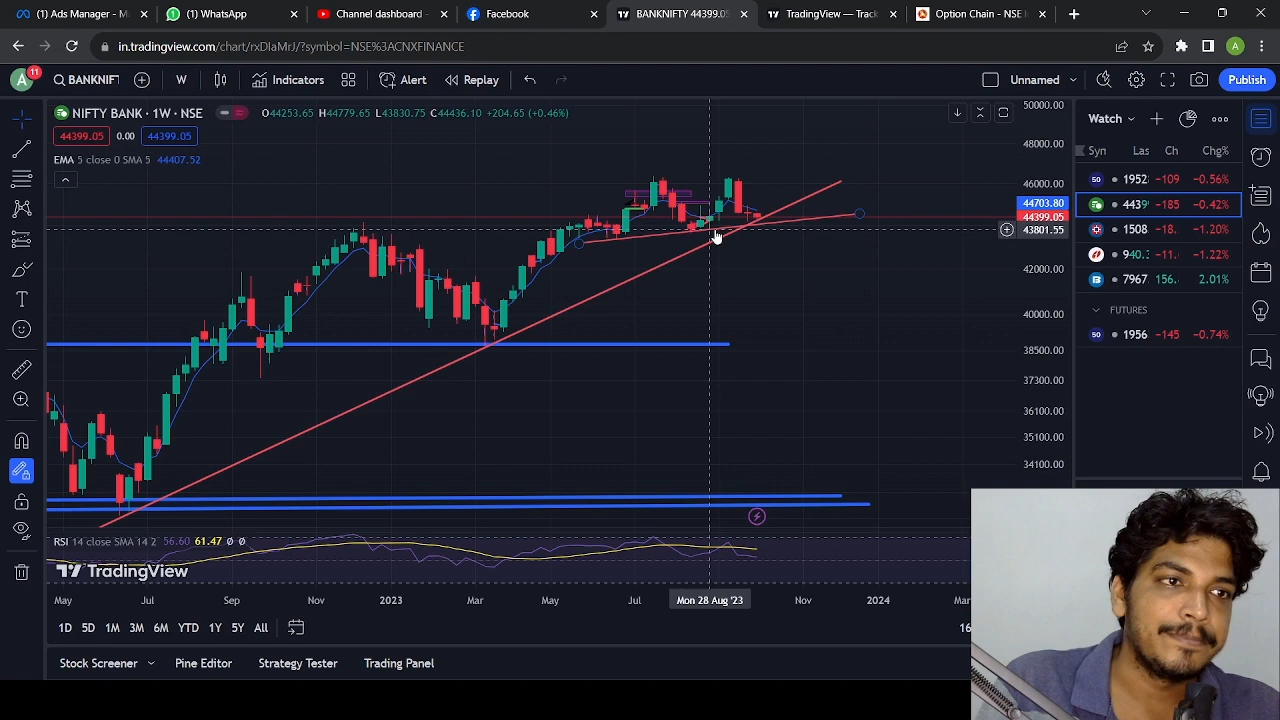 (1) Ads Manager - M
(1) WhatsApp
Channel dashboard -
Facebook
BANKNIFTY 44399.05
TradingView — Track
Option Chain - NSE I
in.tradingview.com/chart/rxDIaMrJ/?symbol=NSE%3ACNXFINANCE
A
A 11
BANKNIFT
W
Indicators
Alert
Replay
Unnamed
Publish
NIFTY BANK · 1W · NSE
O44253.65 H44779.65 L43830.75 C44436.10 +204.65 (+0.46%)
44399.05 0.00 44399.05
EMA 5 close 0 SMA 5 44407.52
50000.00
48000.00
46000.00
44703.80
44399.05
43801.55
42000.00
40000.00
38500.00
37300.00
36100.00
35100.00
34100.00
Watch
Syn Las Ch Chg%
50 1952 -109 -0.56%
4439 -185 -0.42%
1508 -18. -1.20%
940.: -11. -1.22%
7967 156. 2.01%
FUTURES
50 1956 -145 -0.74%
RSI 14 close SMA 14 2 56.60 61.47 Ø Ø
TradingView
May Jul Sep Nov 2023 Mar May Jul Mon 28 Aug '23 Nov 2024 Mar
1D 5D 1M 3M 6M YTD 1Y 5Y All
16
Stock Screener
Pine Editor
Strategy Tester
Trading Panel